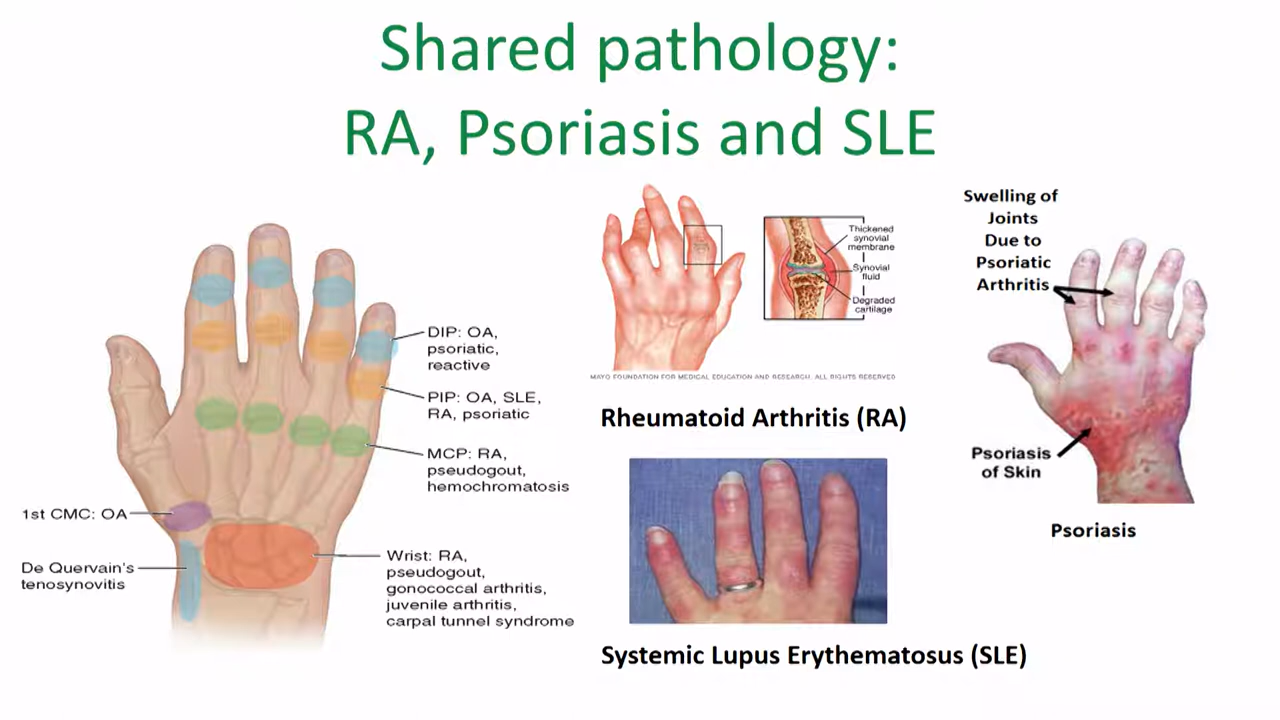 Shared pathology:
RA, Psoriasis and SLE
DIP: OA,
psoriatic,
reactive
PIP: OA, SLE,
RA, psoriatic
MCP: RA,
pseudogout,
hemochromatosis
1st CMC: OA
De Quervain's
tenosynovitis
Wrist: RA,
pseudogout,
gonococcal arthritis,
juvenile arthritis,
carpal tunnel syndrome
Thickened
synovial
membrane
Synovial
fluid
Degraded
cartilage
MAYO FOUNDATION FOR MEDICAL EDUCATION AND RESEARCH. ALL RIGHTS RESERVED
Rheumatoid Arthritis (RA)
Systemic Lupus Erythematosus (SLE)
Swelling of
Joints
Due to
Psoriatic
Arthritis
Psoriasis
of Skin
Psoriasis